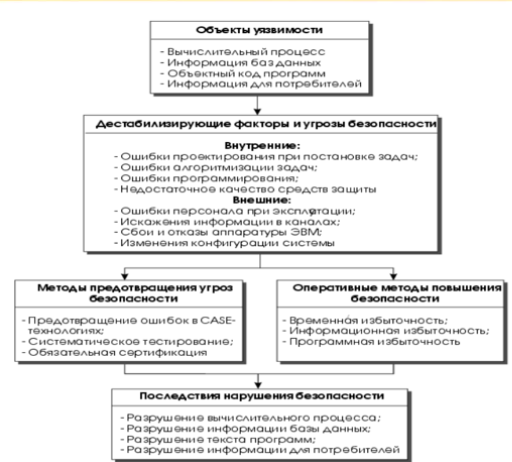 Объекты уязвимости
- Вычислительный процесс
- Информация баз данных
- Объектный код программ
- Информация для потребителей
Дестабилизирующие факторы и угрозы безопасности
Внутренние:
- Ошибки проектирования при постановке задач;
- Ошибки алгоритмизации задач;
- Ошибки программирования;
- Недостаточное качество средств защиты
Внешние:
- Ошибки персонала при эксплуатации;
- Искажения информации в каналах;
- Сбои и отказы аппаратуры ЭВМ;
- Изменения конфигурации системы
Методы предотвращения угроз
безопасности
- Предотвращение ошибок в CASE-
технологиях;
- Систематическое тестирование;
- Обязательная сертификация
Оперативные методы повышения
безопасности
- Временная избыточность;
- Информационная избыточность;
- Программная избыточность
Последствия нарушения безопасности
- Разрушение вычислительного процесса;
- Разрушение информации базы данных;
- Разрушение текста программ;
- Разрушение информации для потребителей